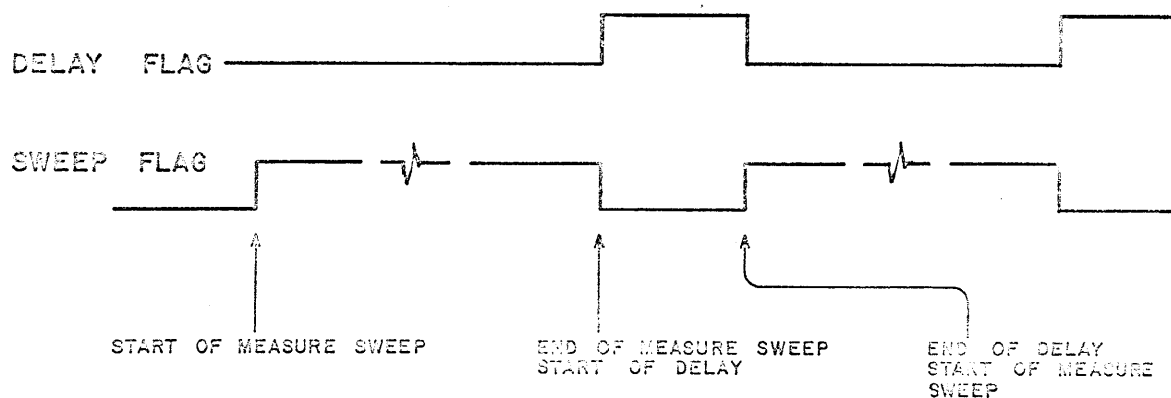 DELAY FLAG
SWEEP FLAG
START OF MEASURE SWEEP
END OF MEASURE SWEEP
START OF DELAY
END OF DELAY
START OF MEASURE
SWEEP